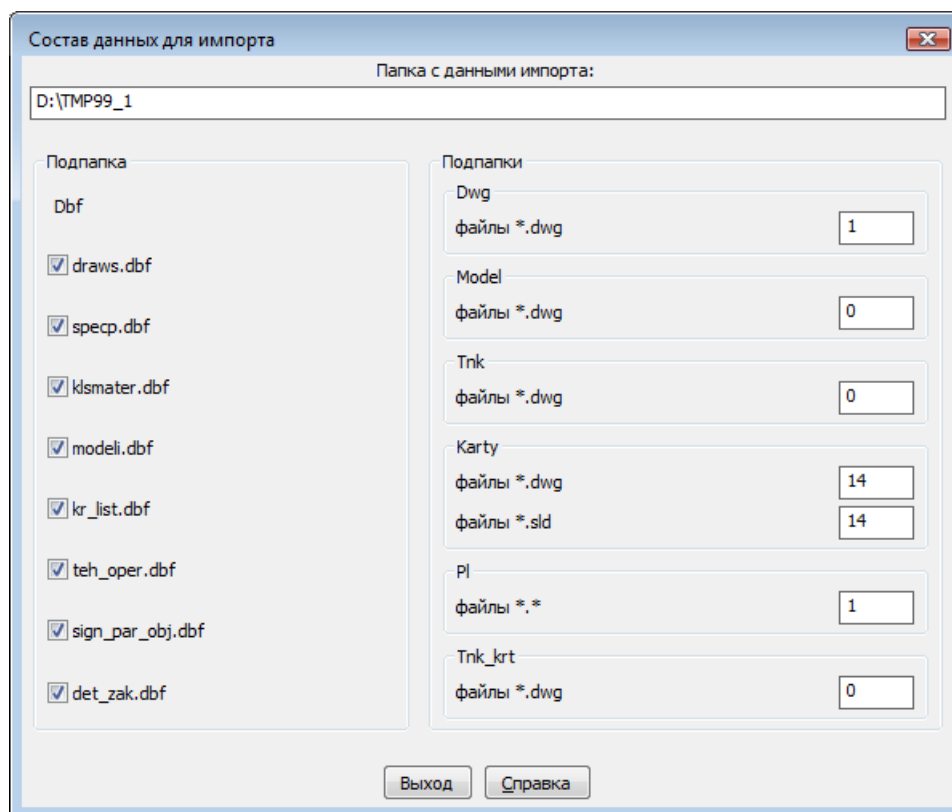 Состав данных для импорта
Папка с данными импорта:
D:\TMP99_1
Подпапка
Dbf
draws.dbf
specp.dbf
klsmater.dbf
modeli.dbf
kr_list.dbf
teh_oper.dbf
sign_par_obj.dbf
det_zak.dbf
Подпапки
Dwg
файлы *.dwg 1
Model
файлы *.dwg 0
Tnk
файлы *.dwg 0
Karty
файлы *.dwg 14
файлы *.sld 14
Pl
файлы *.* 1
Tnk_krt
файлы *.dwg 0
Выход Справка